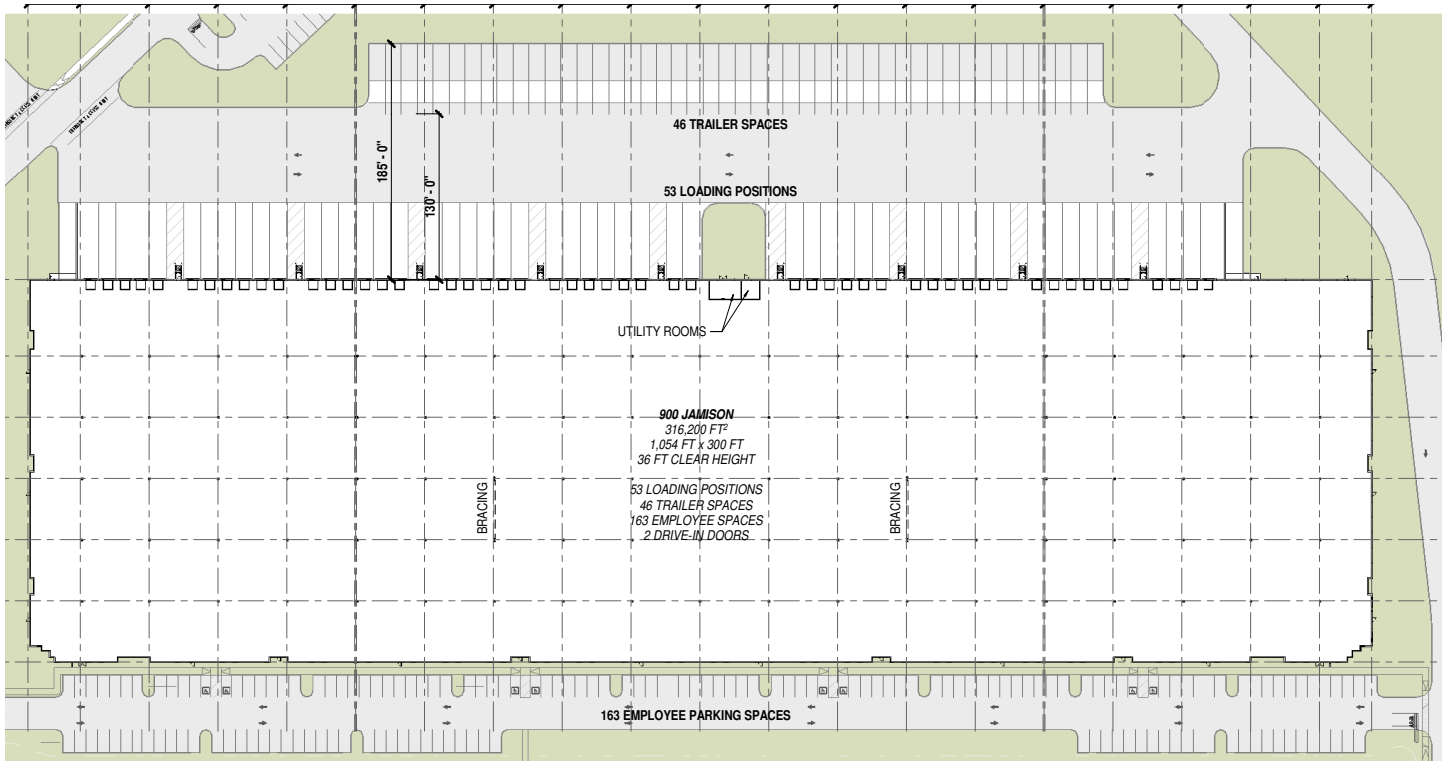 46 TRAILER SPACES
185' - 0"
130' - 0"
53 LOADING POSITIONS
UTILITY ROOMS
900 JAMISON
316,200 FT²
1,054 FT x 300 FT
36 FT CLEAR HEIGHT
53 LOADING POSITIONS
46 TRAILER SPACES
163 EMPLOYEE SPACES
2 DRIVE-IN DOORS
BRACING
BRACING
163 EMPLOYEE PARKING SPACES